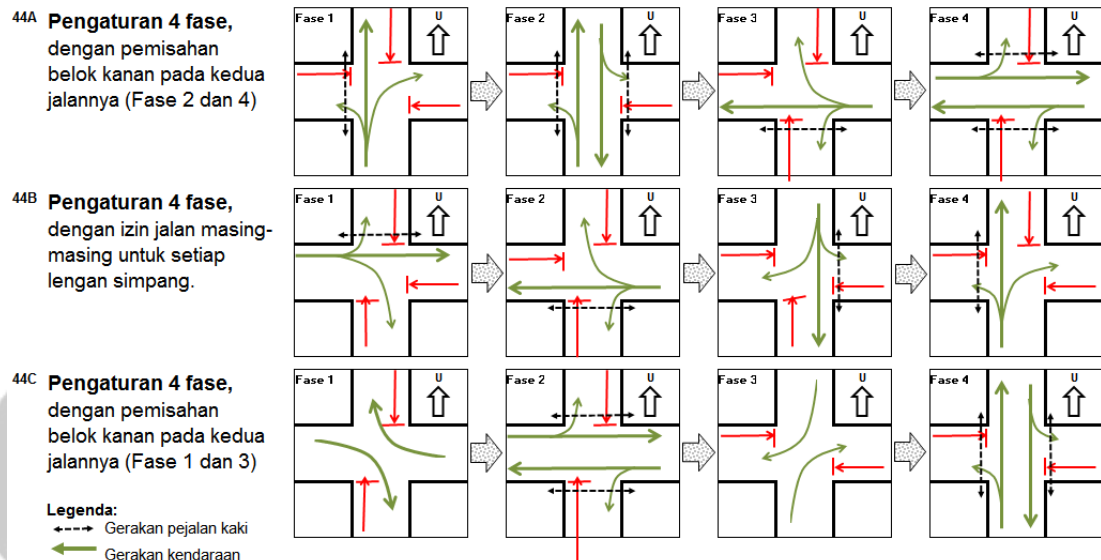 44A Pengaturan 4 fase,
dengan pemisahan
belok kanan pada kedua
jalannya (Fase 2 dan 4)
Fase 1 U
Fase 2 U
Fase 3 U
Fase 4 U
44B Pengaturan 4 fase,
dengan izin jalan masing-
masing untuk setiap
lengan simpang.
Fase 1 U
Fase 2 U
Fase 3 U
Fase 4 U
44C Pengaturan 4 fase,
dengan pemisahan
belok kanan pada kedua
jalannya (Fase 1 dan 3)
Fase 1 U
Fase 2 U
Fase 3 U
Fase 4 U
Legenda:
Gerakan pejalan kaki
Gerakan kendaraan